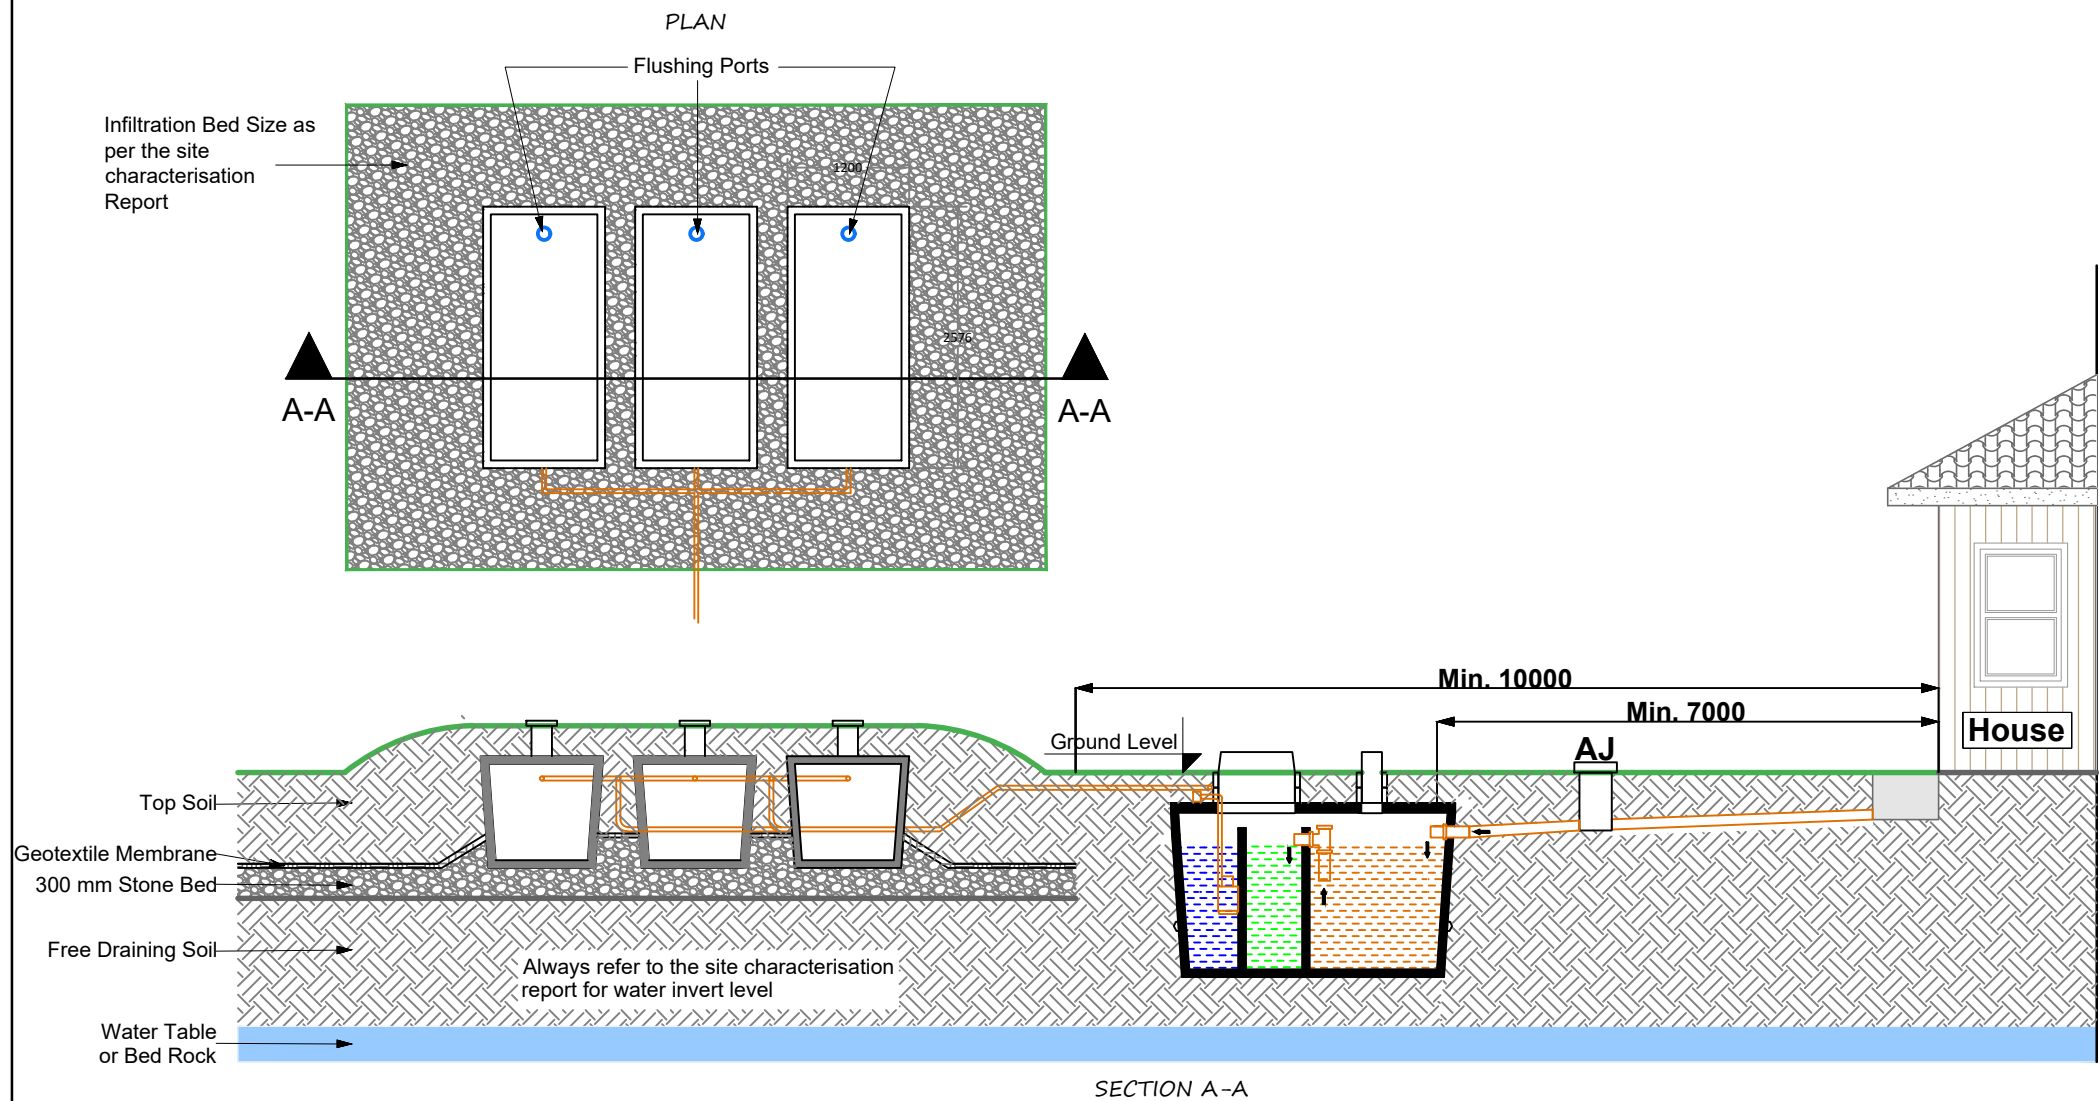 PLAN
Flushing Ports
Infiltration Bed Size as
per the site
characterisation
Report
1200
2576
A-A
A-A
Min. 10000
Min. 7000
House
AJ
Ground Level
Top Soil
Geotextile Membrane
300 mm Stone Bed
Free Draining Soil
Always refer to the site characterisation
report for water invert level
Water Table
or Bed Rock
SECTION A-A